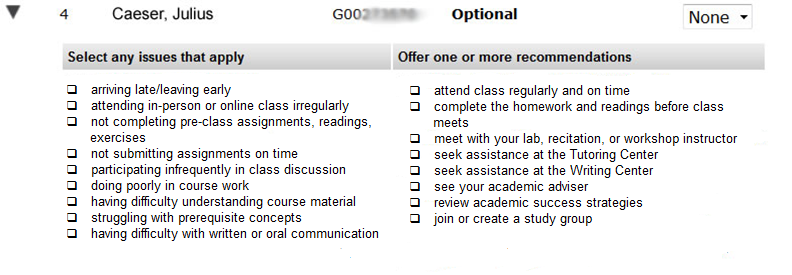 4 Caeser, Julius G00 Optional None
Select any issues that apply
arriving late/leaving early
attending in-person or online class irregularly
not completing pre-class assignments, readings,
exercises
not submitting assignments on time
participating infrequently in class discussion
doing poorly in course work
having difficulty understanding course material
struggling with prerequisite concepts
having difficulty with written or oral communication
Offer one or more recommendations
attend class regularly and on time
complete the homework and readings before class
meets
meet with your lab, recitation, or workshop instructor
seek assistance at the Tutoring Center
seek assistance at the Writing Center
see your academic adviser
review academic success strategies
join or create a study group